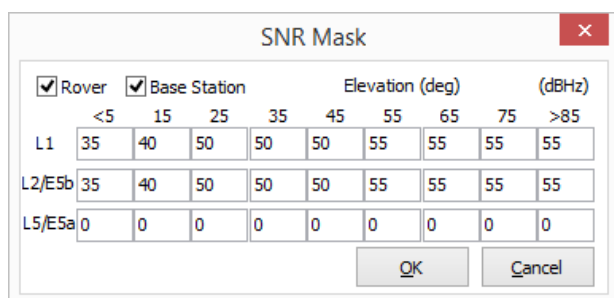 SNR Mask
Rover Base Station Elevation (deg) (dBHz)
<5 15 25 35 45 55 65 75 >85
L1 35 40 50 50 50 55 55 55 55
L2/E5b 35 40 50 50 50 55 55 55 55
L5/E5a 0 0 0 0 0 0 0 0 0
OK Cancel